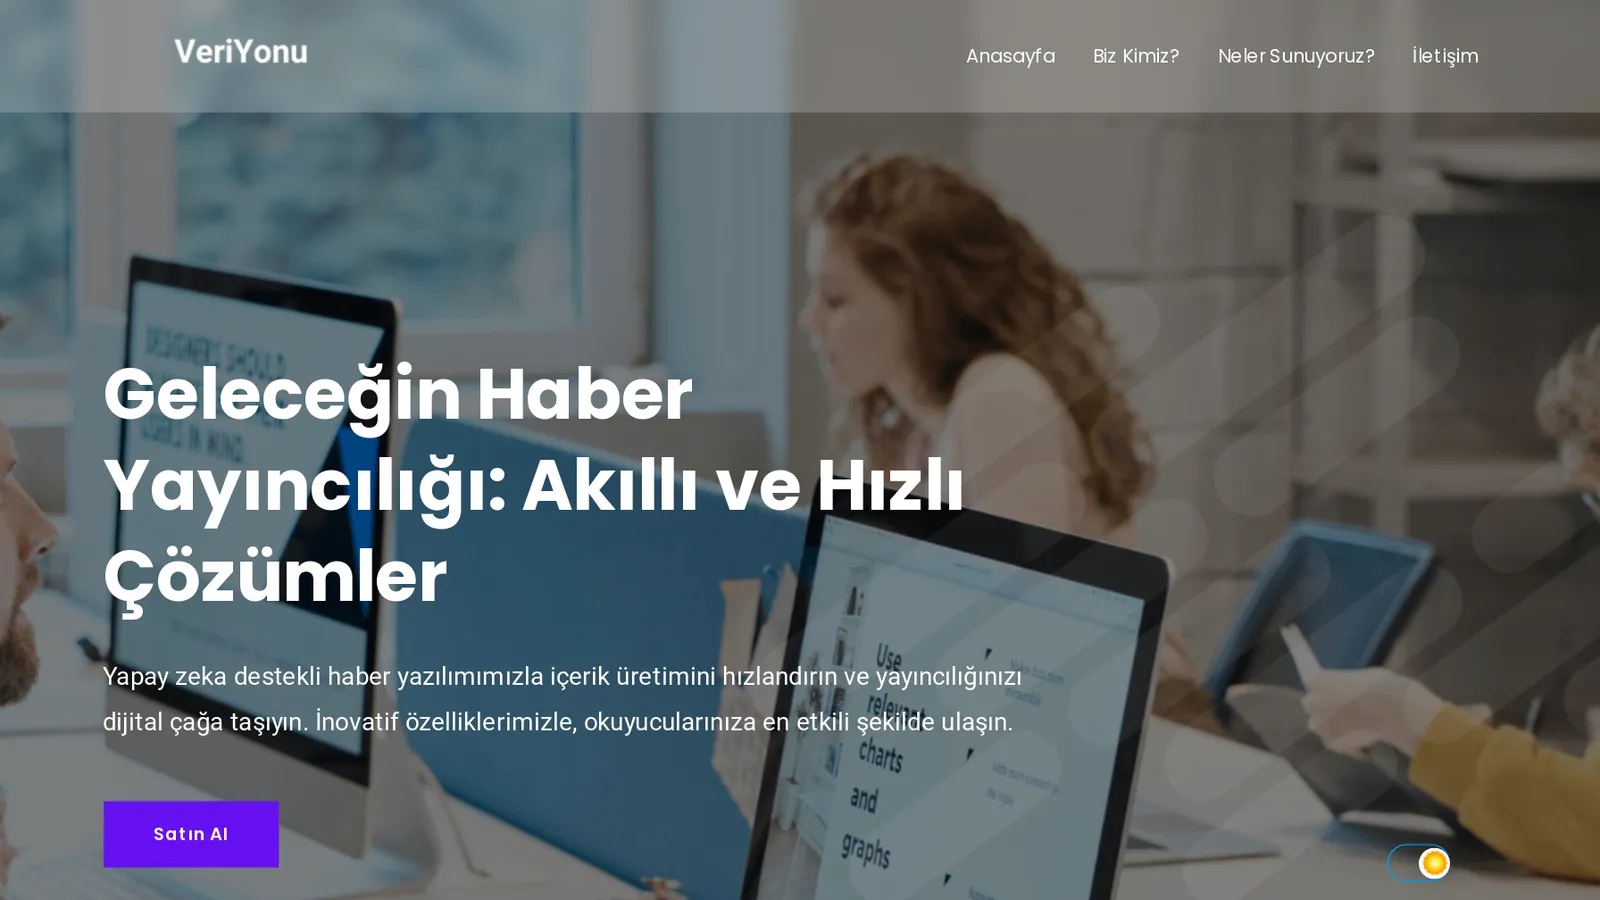 VeriYonu
Anasayfa Biz Kimiz? Neler Sunuyoruz? İletişim
DESIGNERS SHOULD
IN MIND
Geleceğin Haber
Yayıncılığı: Akıllı ve Hızlı
Çözümler
Yapay zeka destekli haber yazılımımızla içerik üretimini hızlandırın ve yayıncılığınızı
dijital çağa taşıyın. İnovatif özelliklerimizle, okuyucularınıza en etkili şekilde ulaşın.
Satın Al
Use
relevant
charts
and
graphs